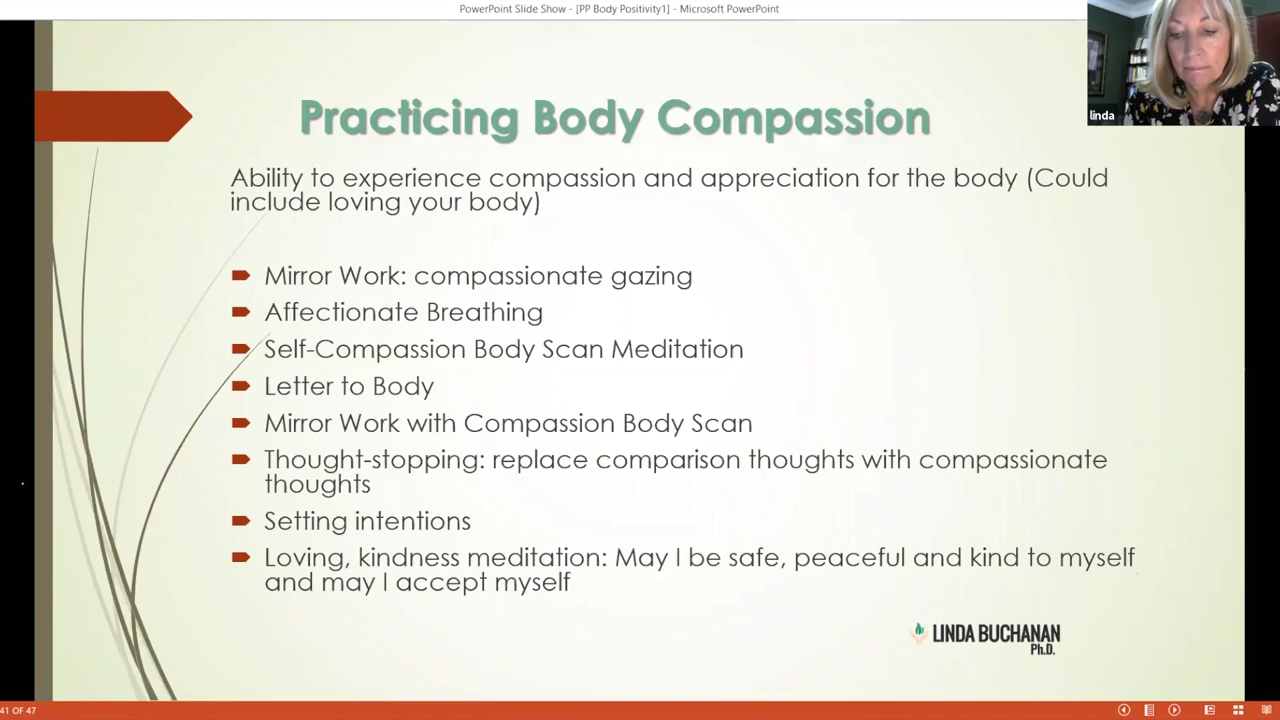 PowerPoint Slide Show - [PP Body Positivity1] - Microsoft PowerPoint
linda
Practicing Body Compassion
Ability to experience compassion and appreciation for the body (Could
include loving your body)
Mirror Work: compassionate gazing
Affectionate Breathing
Self-Compassion Body Scan Meditation
Letter to Body
Mirror Work with Compassion Body Scan
Thought-stopping: replace comparison thoughts with compassionate
thoughts
Setting intentions
Loving, kindness meditation: May I be safe, peaceful and kind to myself
and may I accept myself
LINDA BUCHANAN
Ph.D.
41 OF 47